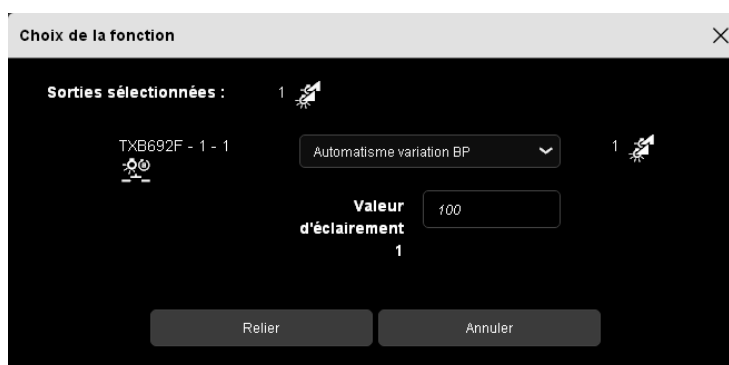 Choix de la fonction
Sorties sélectionnées : 1
TXB692F - 1 - 1 Automatisme variation BP 1
Valeur 100
d'éclairement
1
Relier Annuler